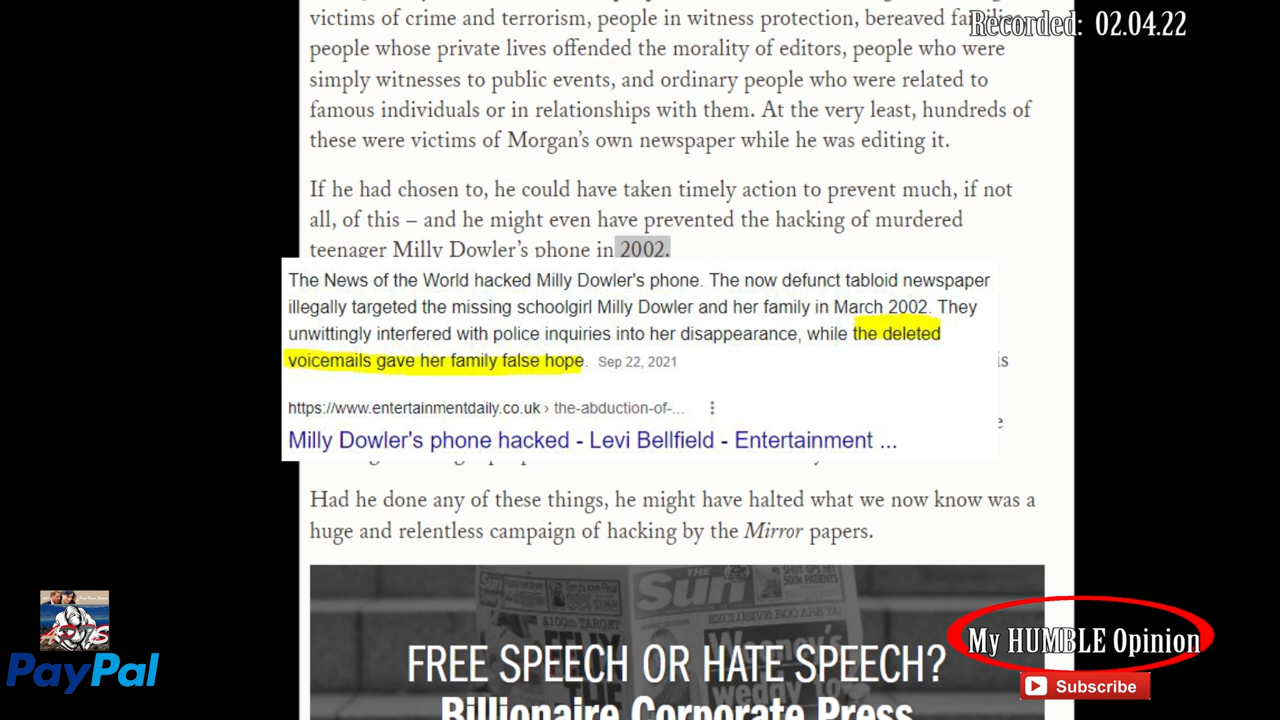 victims of crime and terrorism, people in witness protection, bereaved families,
Recorded: 02.04.22
people whose private lives offended the morality of editors, people who were
simply witnesses to public events, and ordinary people who were related to
famous individuals or in relationships with them. At the very least, hundreds of
these were victims of Morgan's own newspaper while he was editing it.
If he had chosen to, he could have taken timely action to prevent much, if not
all, of this – and he might even have prevented the hacking of murdered
teenager Milly Dowler's phone in 2002.
The News of the World hacked Milly Dowler's phone. The now defunct tabloid newspaper
illegally targeted the missing schoolgirl Milly Dowler and her family in March 2002. They
unwittingly interfered with police inquiries into her disappearance, while the deleted
voicemails gave her family false hope. Sep 22, 2021
https://www.entertainmentdaily.co.uk › the-abduction-of-...
Milly Dowler's phone hacked - Levi Bellfield - Entertainment ...
Had he done any of these things, he might have halted what we now know was a
huge and relentless campaign of hacking by the Mirror papers.
THE Sun
FREE SPEECH OR HATE SPEECH?
Billionaire Corporate Press
PayPal
My HUMBLE Opinion
Subscribe